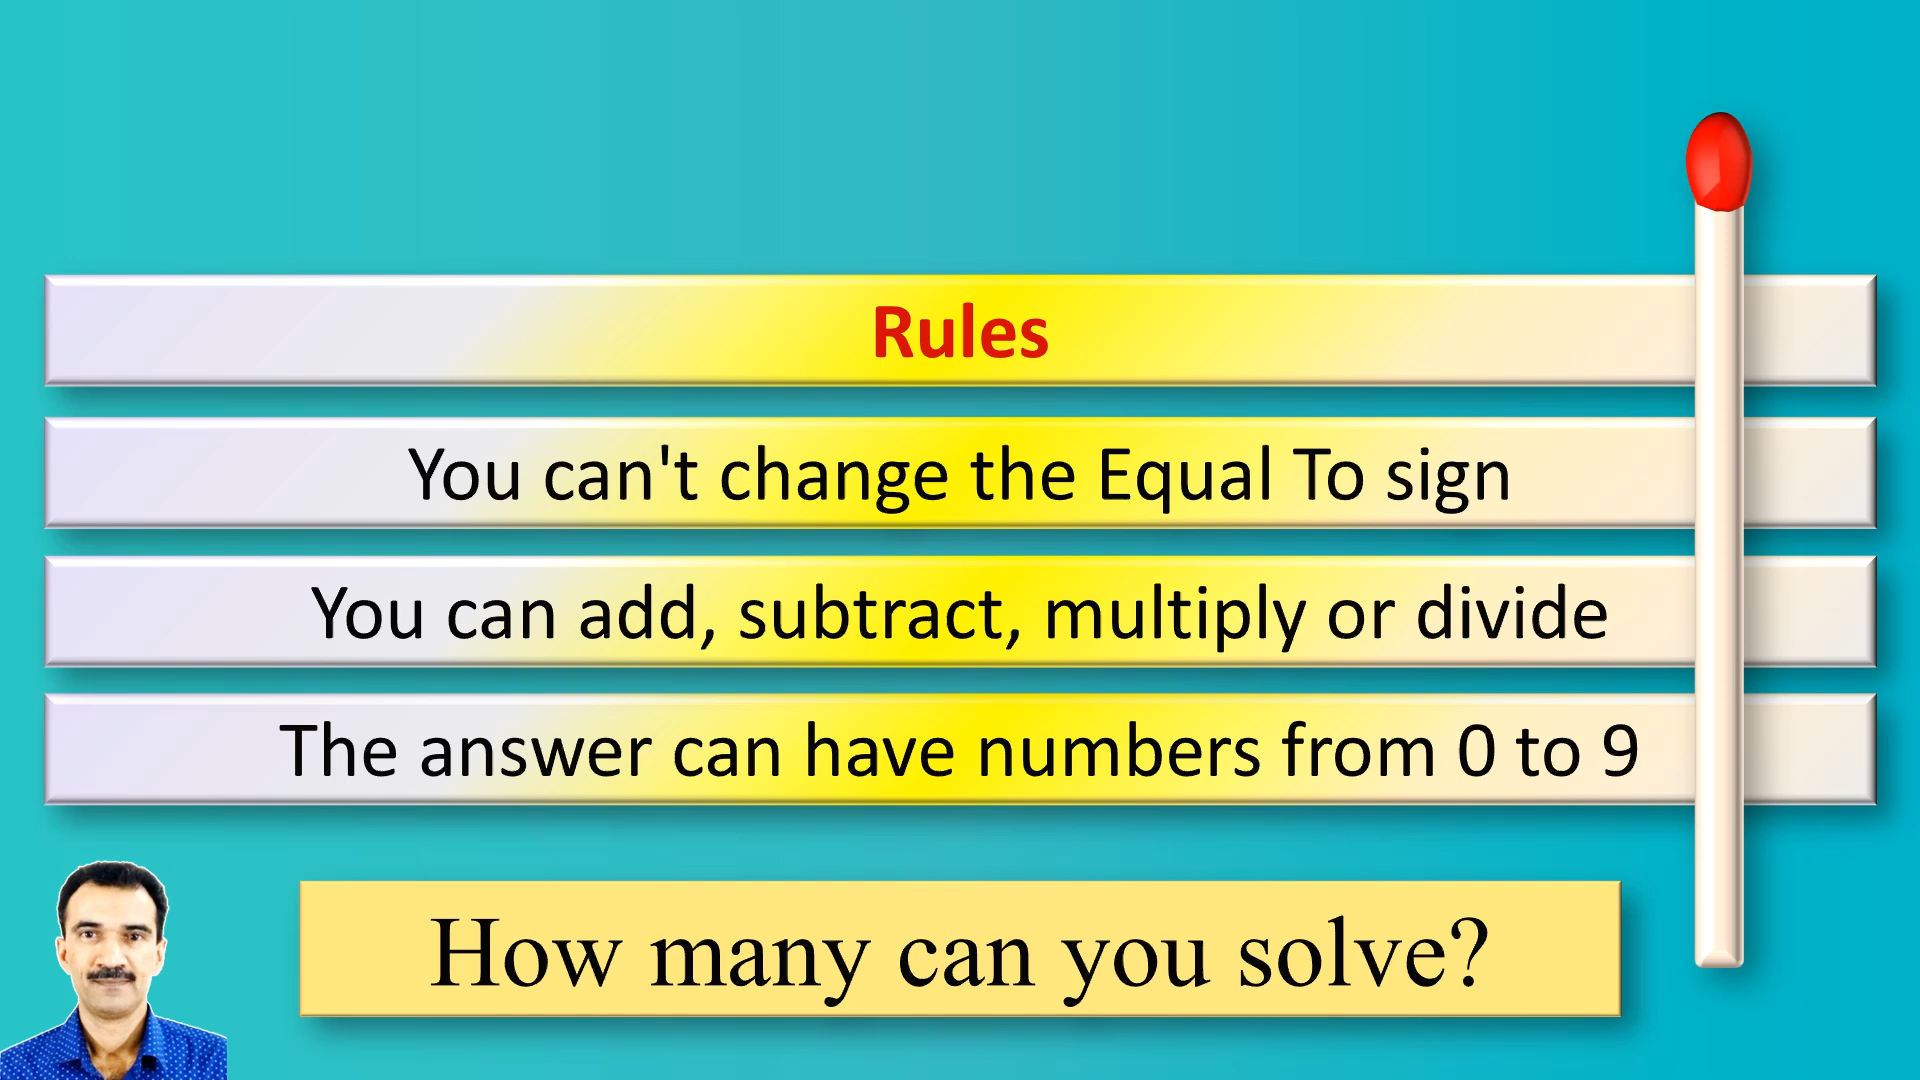 Rules
You can't change the Equal To sign
You can add, subtract, multiply or divide
The answer can have numbers from 0 to 9
How many can you solve?